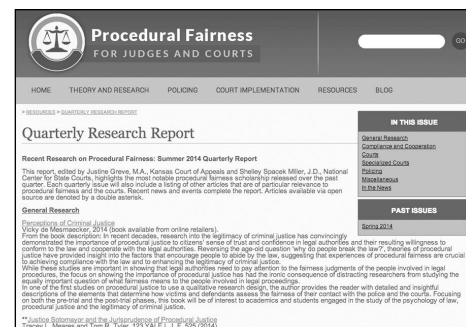 Procedural Fairness
FOR JUDGES AND COURTS
GO
HOME THEORY AND RESEARCH POLICING COURT IMPLEMENTATION RESOURCES BLOG
> RESOURCES > QUARTERLY RESEARCH REPORT
Quarterly Research Report
Recent Research on Procedural Fairness: Summer 2014 Quarterly Report
This report, edited by Justine Greve, M.A., Kansas Court of Appeals and Shelley Spacek Miller, J.D., National
Center for State Courts, highlights the most notable procedural fairness scholarship released over the past
quarter. Each quarterly issue will also include a listing of other articles that are of particular relevance to
procedural fairness and the courts. Recent news and events complete the report. Articles available via open
source are denoted by a double asterisk.
General Research
Perceptions of Criminal Justice
Vicky de Mesmaecker, 2014 (book available from online retailers).
From the book description: In recent decades, research into the legitimacy of criminal justice has convincingly
demonstrated the importance of procedural justice to citizens' sense of trust and confidence in legal authorities and their resulting willingness to
conform to the law and cooperate with the legal authorities. Reversing the age-old question 'why do people break the law?', theories of procedural
justice have provided insight into the factors that encourage people to abide by the law, suggesting that experiences of procedural fairness are crucial
to achieving compliance with the law and to enhancing the legitimacy of criminal justice.
While these studies are important in showing that legal authorities need to pay attention to the fairness judgments of the people involved in legal
procedures, the focus on showing the importance of procedural justice has had the ironic consequence of distracting researchers from studying the
equally important question of what fairness means to the people involved in legal proceedings.
In one of the first studies on procedural justice to use a qualitative research design, the author provides the reader with detailed and insightful
descriptions of the elements that determine how victims and defendants assess the fairness of their contact with the police and the courts. Focusing
on both the pre-trial and the post-trial phases, this book will be of interest to academics and students engaged in the study of the psychology of law,
procedural justice and the legitimacy of criminal justice.
**Justice Sotomayor and the Jurisprudence of Procedural Justice
Tracey L. Meares and Tom R. Tyler, 123 YALE L.J. F. 525 (2014)
IN THIS ISSUE
General Research
Compliance and Cooperation
Courts
Specialized Courts
Policing
Miscellaneous
In the News
PAST ISSUES
Spring 2014